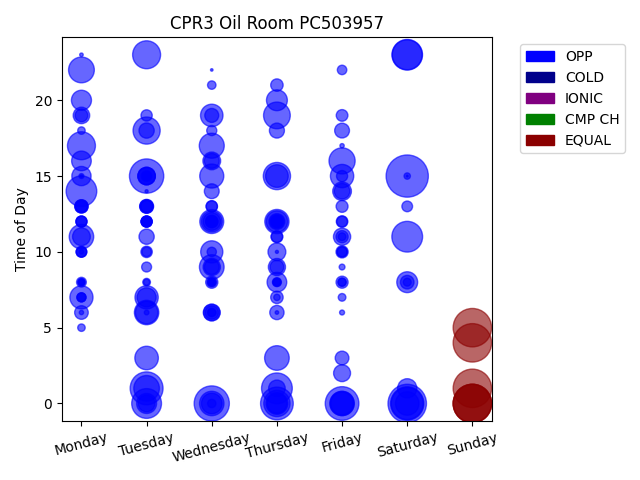 CPR3 Oil Room PC503957
Time of Day
20
15
10
5
0
Monday
Tuesday
Wednesday
Thursday
Friday
Saturday
Sunday
OPP
COLD
IONIC
CMP CH
EQUAL